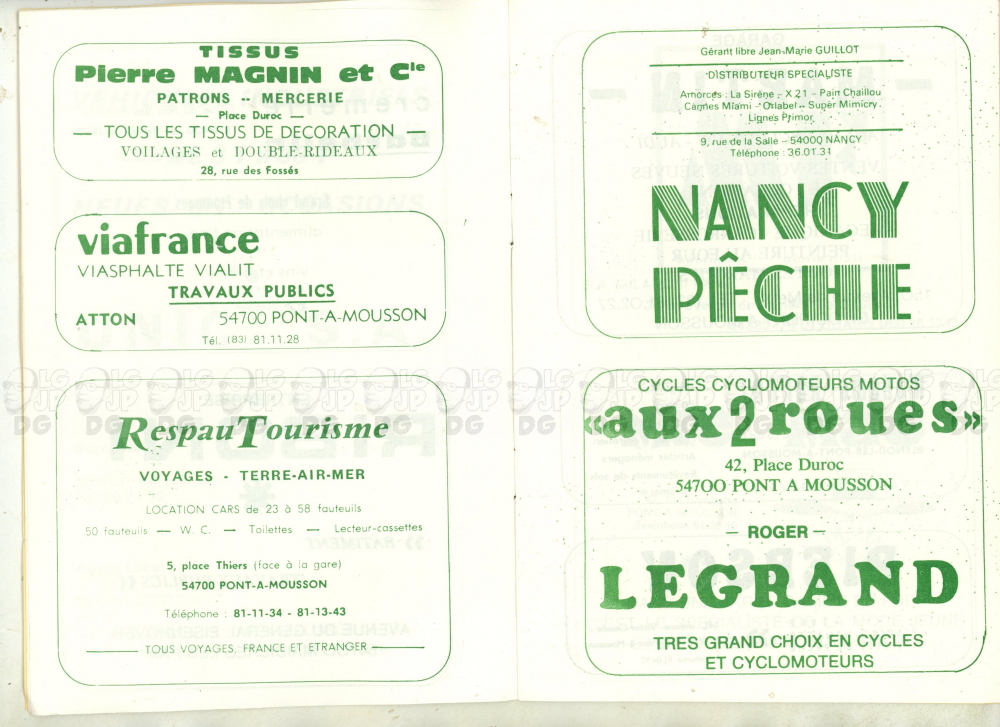 TISSUS
Pierre MAGNIN et Cie
PATRONS -- MERCERIE
— Place Duroc —
— TOUS LES TISSUS DE DECORATION —
VOILAGES et DOUBLE-RIDEAUX
28, rue des Fossés
viafrance
VIASPHALTE VIALIT
TRAVAUX PUBLICS
ATTON 54700 PONT-A-MOUSSON
Tél. (83) 81.11.28
Respau Tourisme
VOYAGES - TERRE-AIR-MER
LOCATION CARS de 23 à 58 fauteuils
50 fauteuils — W. C. — Toilettes — Lecteur-cassettes
5, place Thiers (face à la gare)
54700 PONT-A-MOUSSON
Téléphone : 81-11-34 - 81-13-43
— TOUS VOYAGES, FRANCE ET ETRANGER —
Gérant libre Jean-Marie GUILLOT
DISTRIBUTEUR SPECIALISTE
Amorces : La Sirène - X 21 - Pain Chaillou
Cannes Miami - Orlabel - Super Mimicry
Lignes Primor
9, rue de la Salle - 54000 NANCY
Téléphone : 36.01.31
NANCY
PÊCHE
CYCLES CYCLOMOTEURS MOTOS
«aux 2 roues»
42, Place Duroc
54700 PONT A MOUSSON
— ROGER —
LEGRAND
TRES GRAND CHOIX EN CYCLES
ET CYCLOMOTEURS